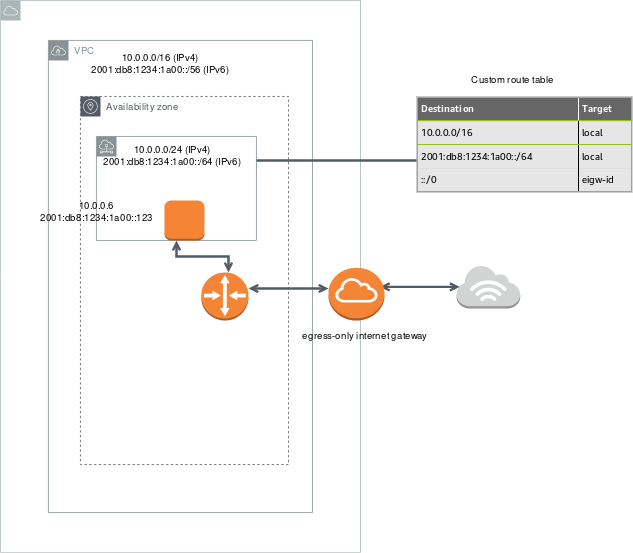 VPC
10.0.0.0/16 (IPv4)
2001:db8:1234:1a00::/56 (IPv6)
Availability zone
10.0.0.0/24 (IPv4)
2001:db8:1234:1a00::/64 (IPv6)
10.0.0.6
2001:db8:1234:1a00::123
egress-only internet gateway
Custom route table
Destination Target
10.0.0.0/16 local
2001:db8:1234:1a00::/64 local
::/0 eigw-id